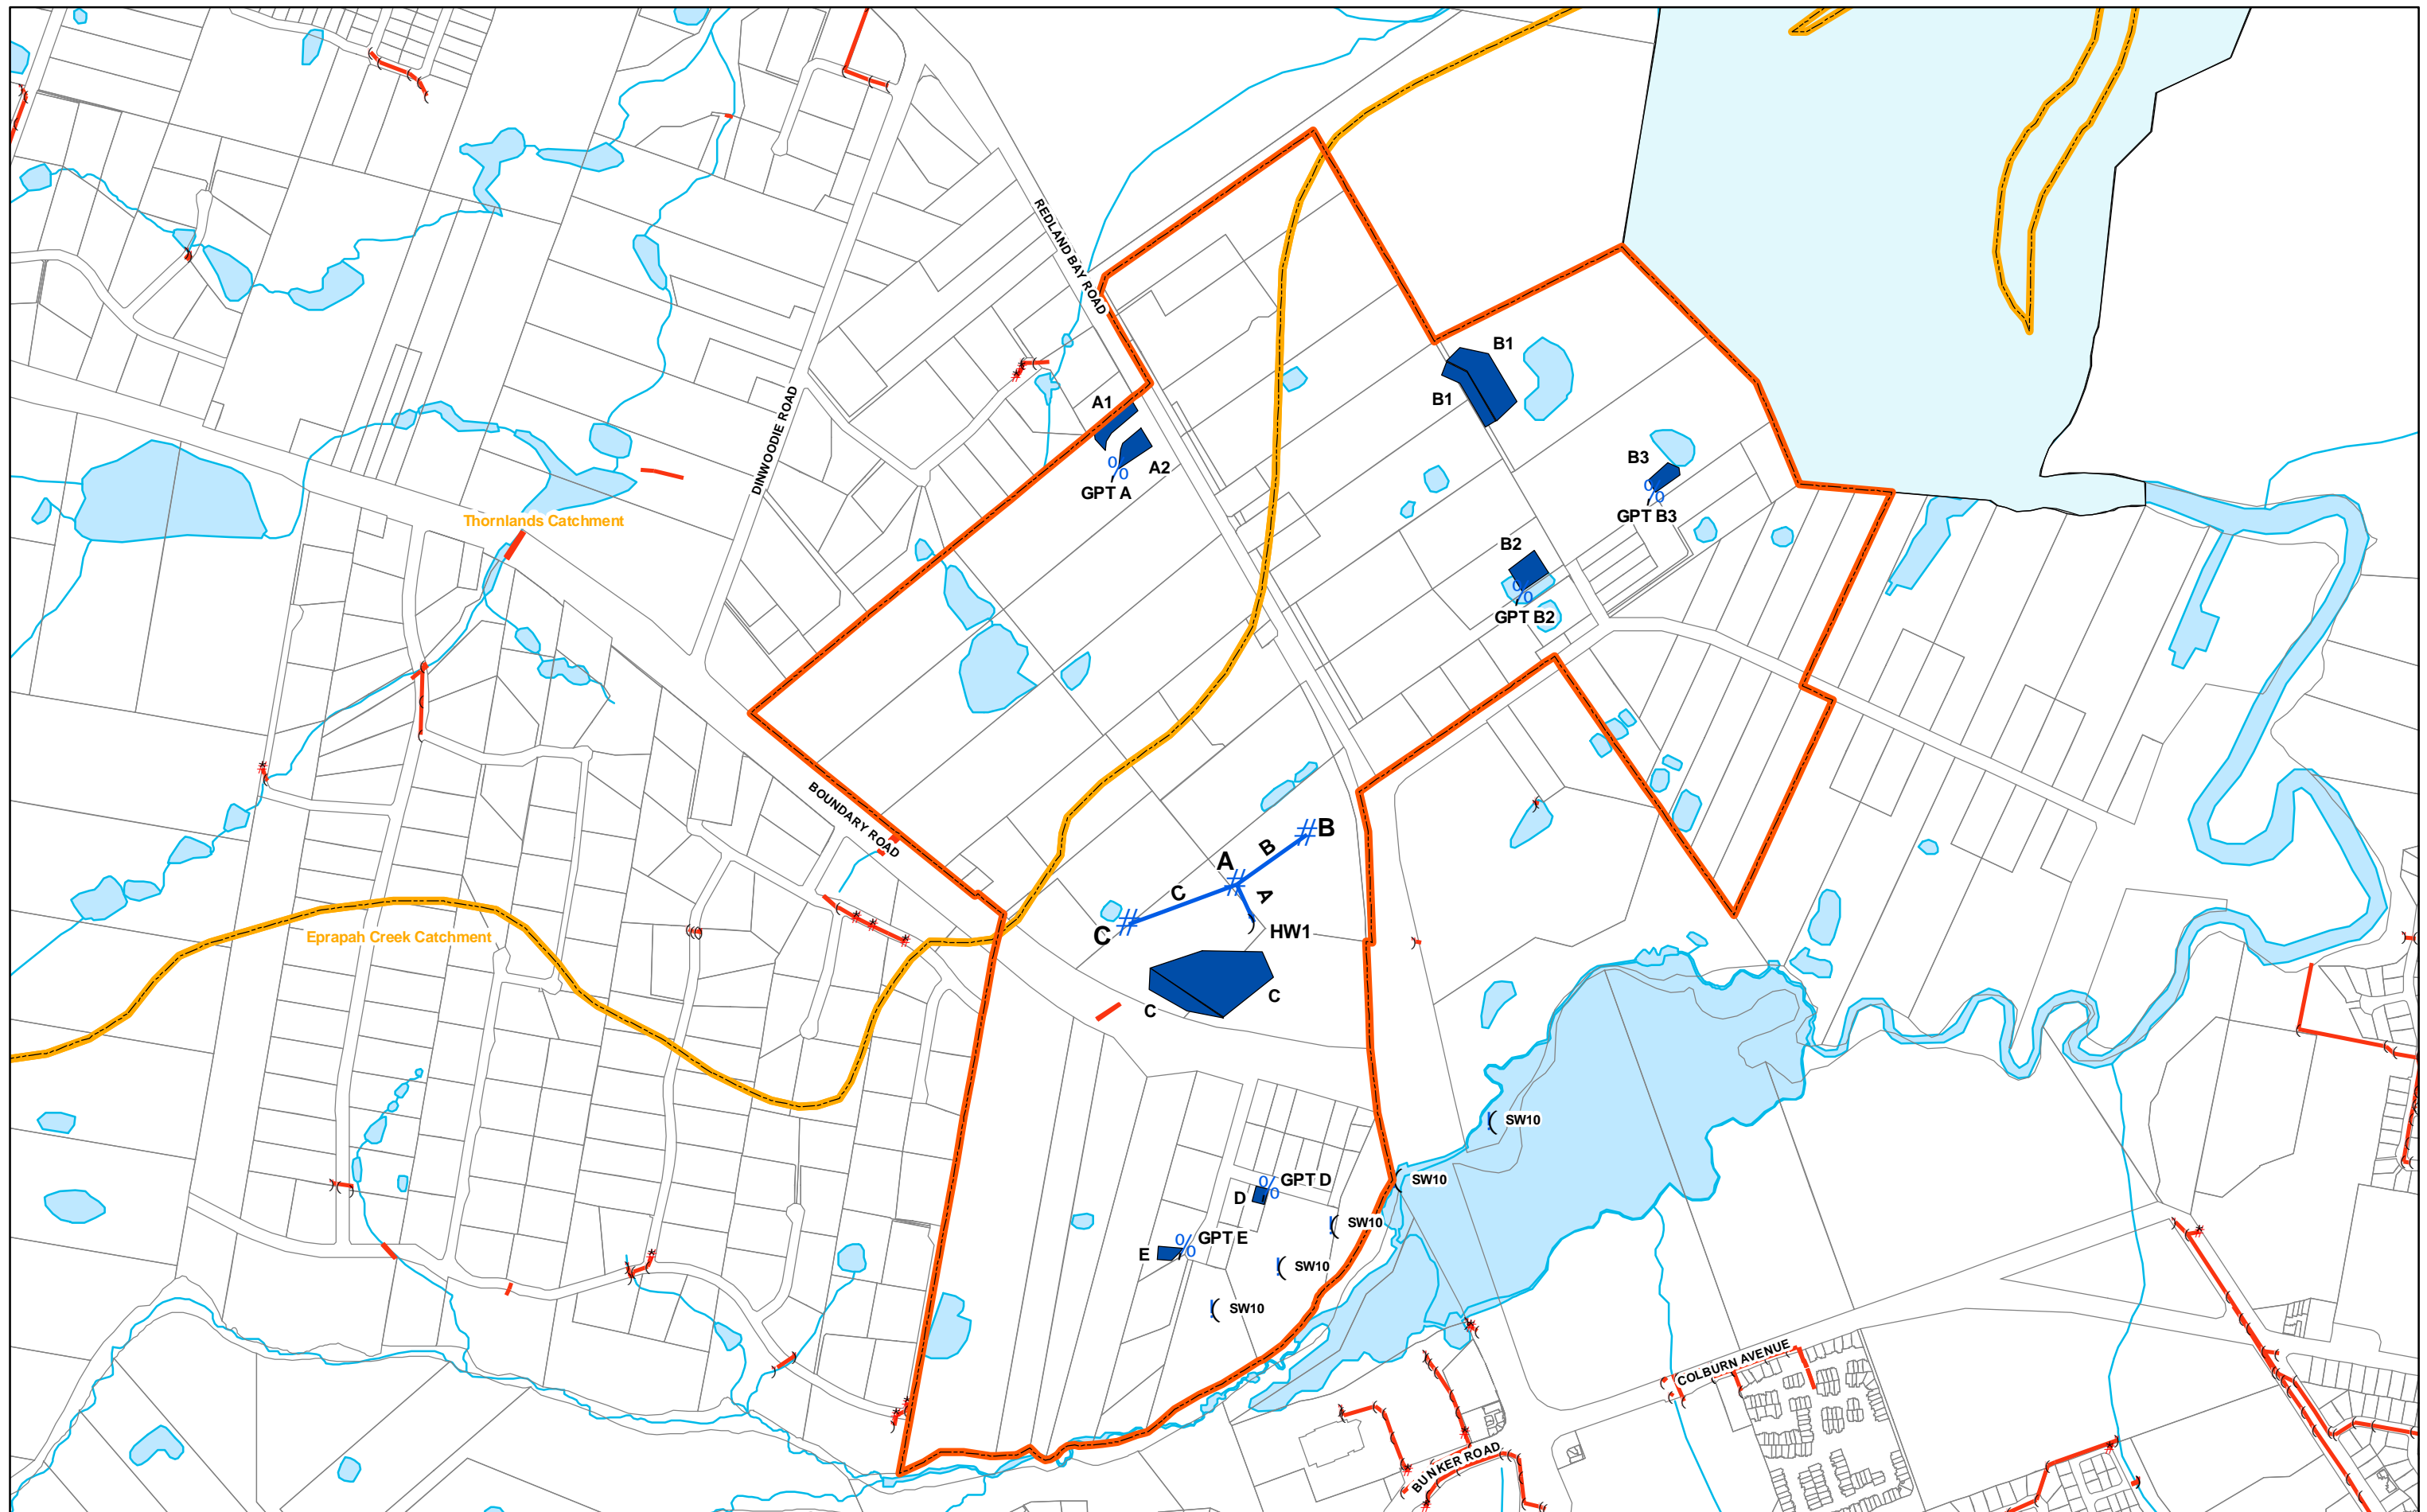 REDLAND BAY ROAD
B1
B1
A1
DINWOODIE ROAD
A2
B3
GPT A
GPT B3
Thornlands Catchment
B2
GPT B2
BOUNDARY ROAD
B
B
A
C
A
C
HW1
Eprapah Creek Catchment
C
C
SW10
GPT D
SW10
D
SW10
GPT E
E
SW10
SW10
COLBURN AVENUE
BUNKER ROAD